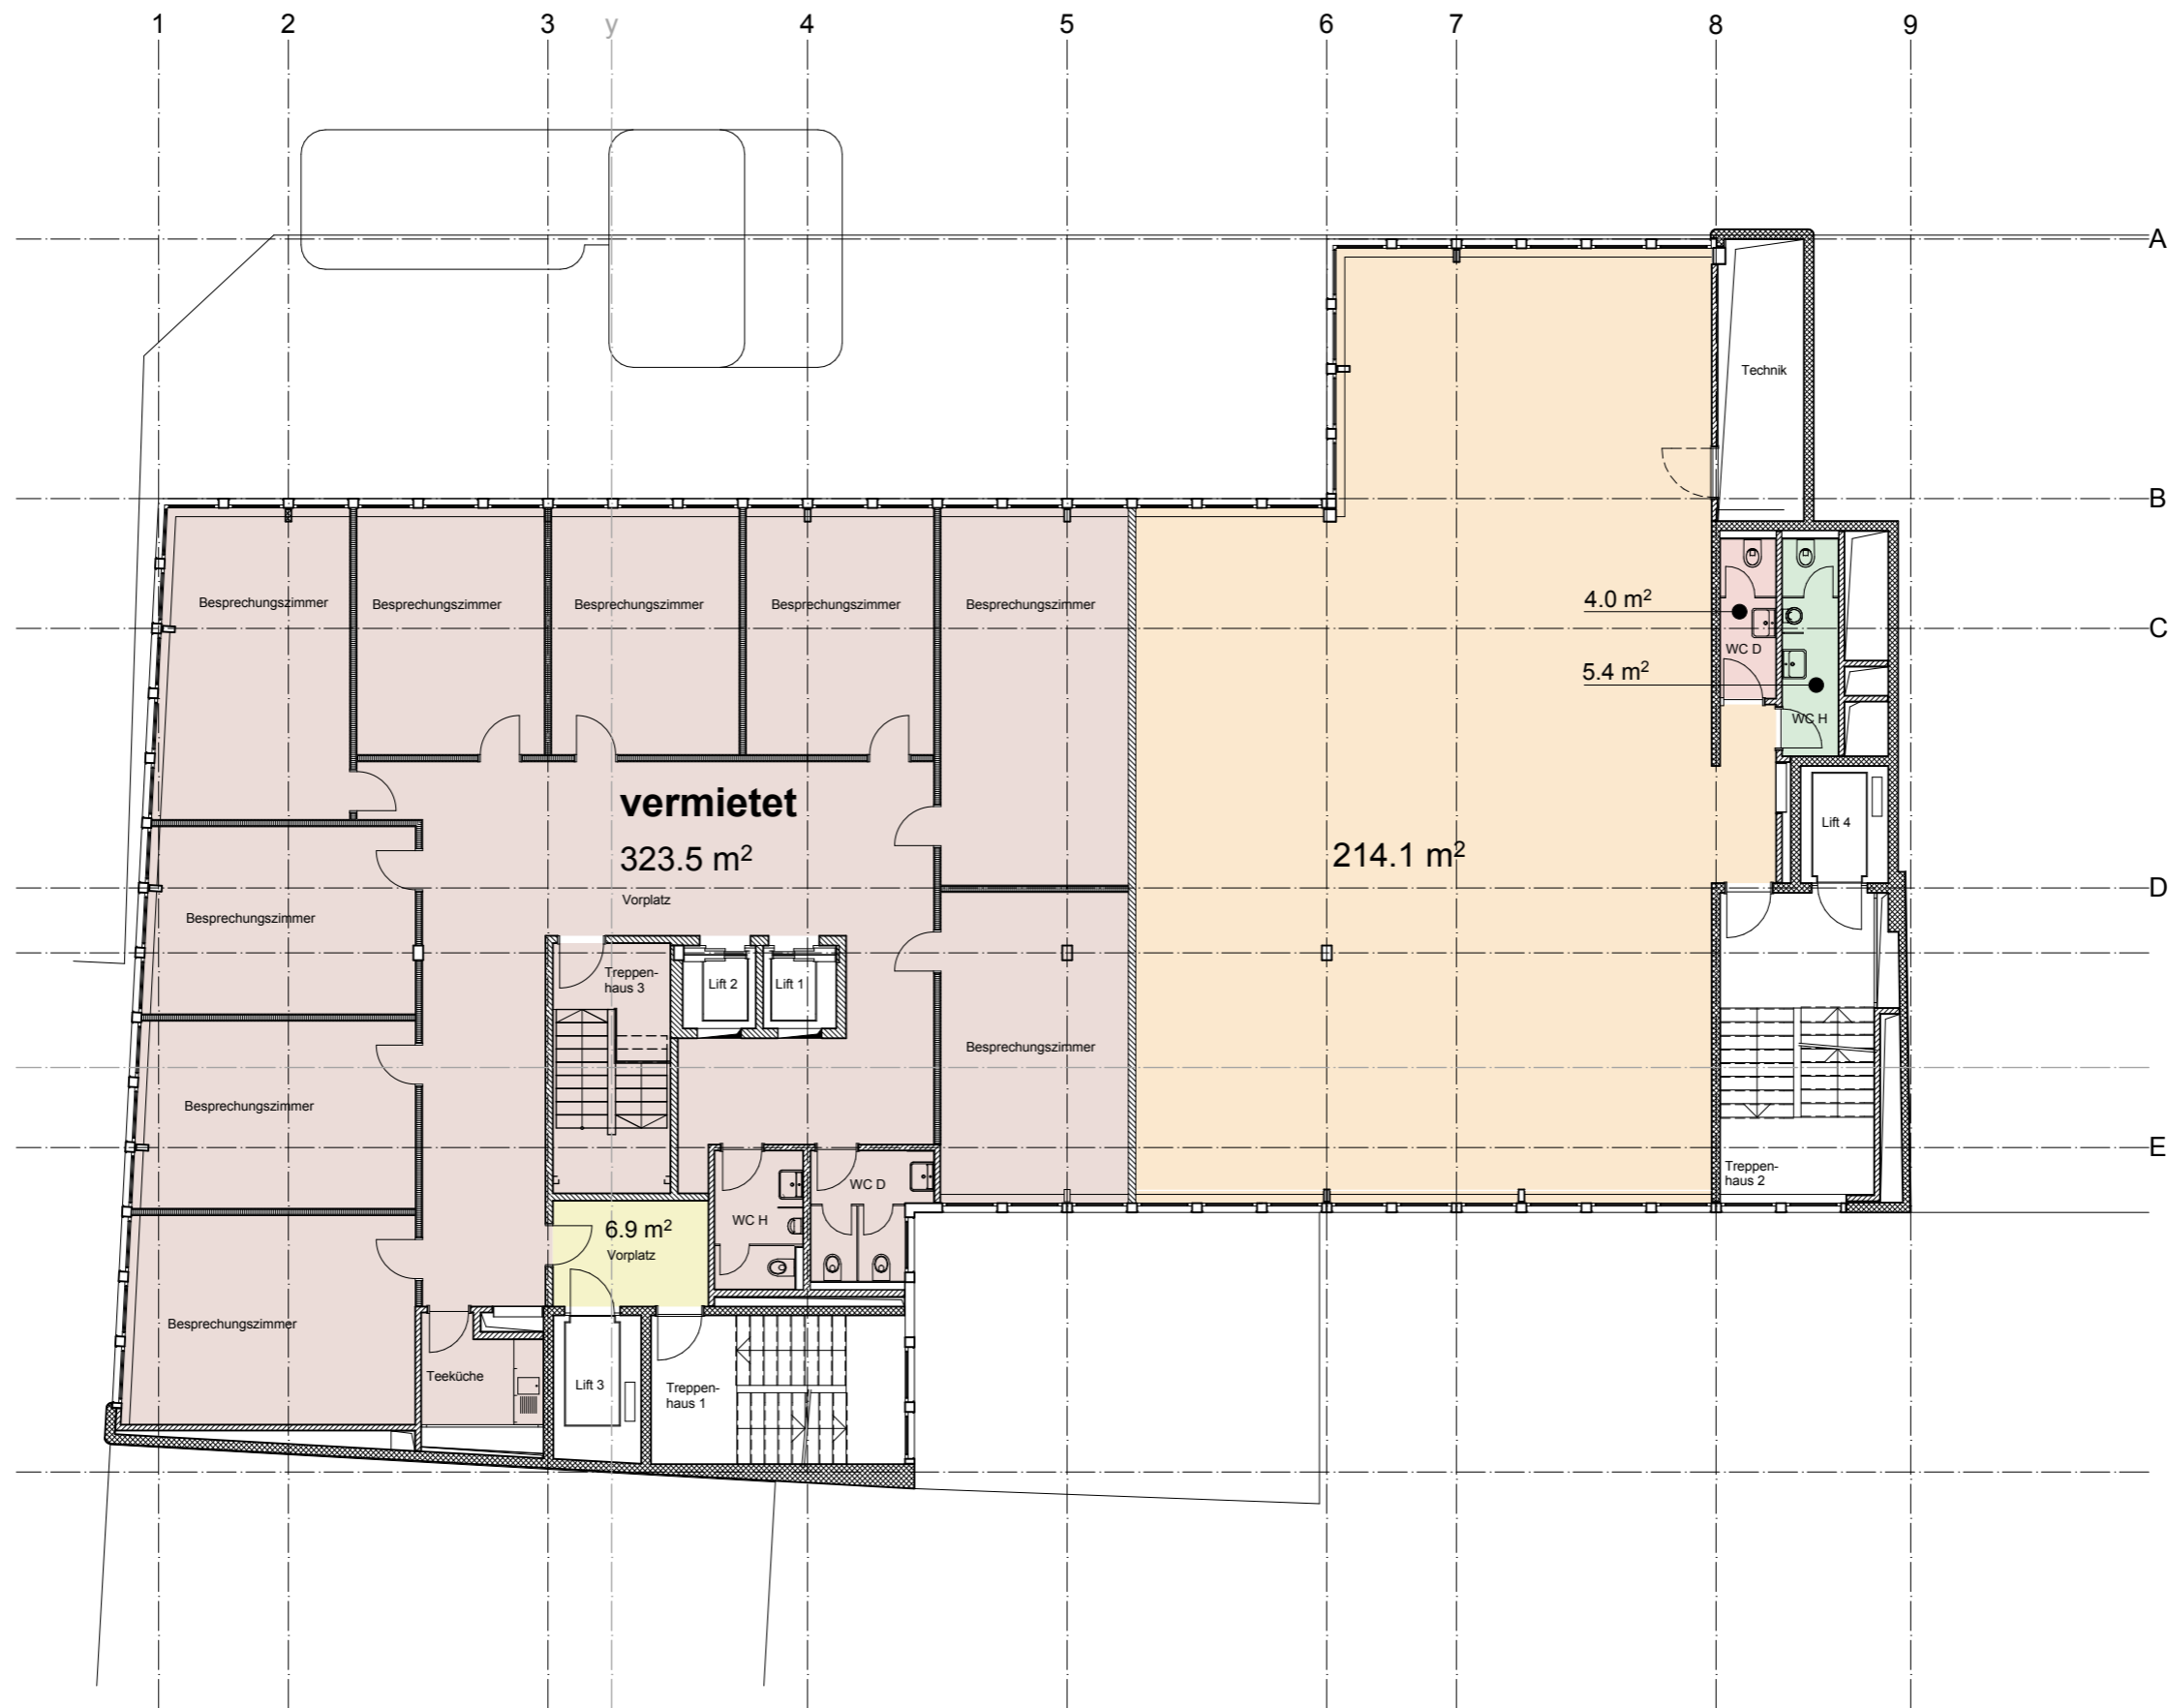 1 2 3 y 4 5 6 7 8 9
A
Technik
B
4.0 m²
Besprechungszimmer Besprechungszimmer Besprechungszimmer Besprechungszimmer Besprechungszimmer
C
WC D
5.4 m²
WC H
vermietet
Lift 4
323.5 m²
214.1 m²
D
Vorplatz
Besprechungszimmer
Treppen-
haus 3
Lift 2 Lift 1
Besprechungszimmer
Besprechungszimmer
E
Treppen-
haus 2
WC D
WC H
6.9 m²
Vorplatz
Besprechungszimmer
Teeküche
Lift 3
Treppen-
haus 1